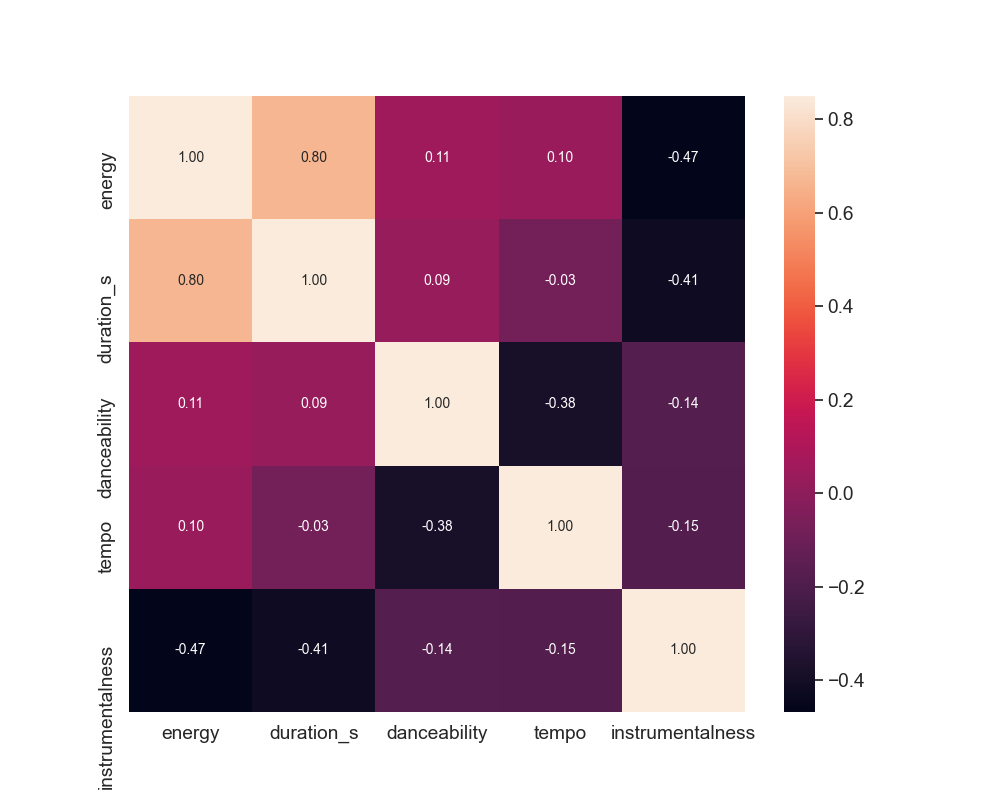 energy
1.00 0.80 0.11 0.10 -0.47
duration_s
0.80 1.00 0.09 -0.03 -0.41
danceability
0.11 0.09 1.00 -0.38 -0.14
tempo
0.10 -0.03 -0.38 1.00 -0.15
instrumentalness
-0.47 -0.41 -0.14 -0.15 1.00
energy duration_s danceability tempo instrumentalness
0.8
0.6
0.4
0.2
0.0
−0.2
−0.4